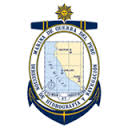 MARINA DE GUERRA DEL PERU
DIRECCION DE HIDROGRAFIA Y NAVEGACION